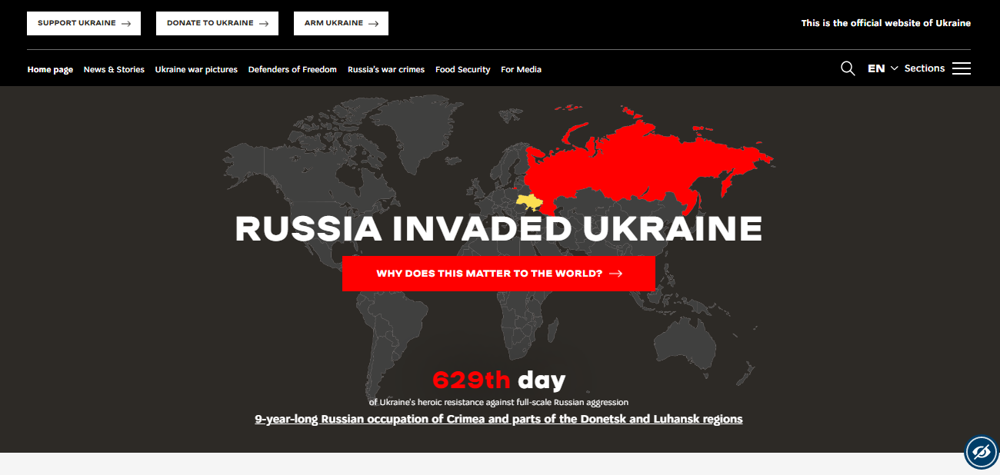 SUPPORT UKRAINE → DONATE TO UKRAINE → ARM UKRAINE → This is the official website of Ukraine
Home page News & Stories Ukraine war pictures Defenders of Freedom Russia's war crimes Food Security For Media EN Sections
RUSSIA INVADED UKRAINE
WHY DOES THIS MATTER TO THE WORLD? →
629th day
of Ukraine's heroic resistance against full-scale Russian aggression
9-year-long Russian occupation of Crimea and parts of the Donetsk and Luhansk regions